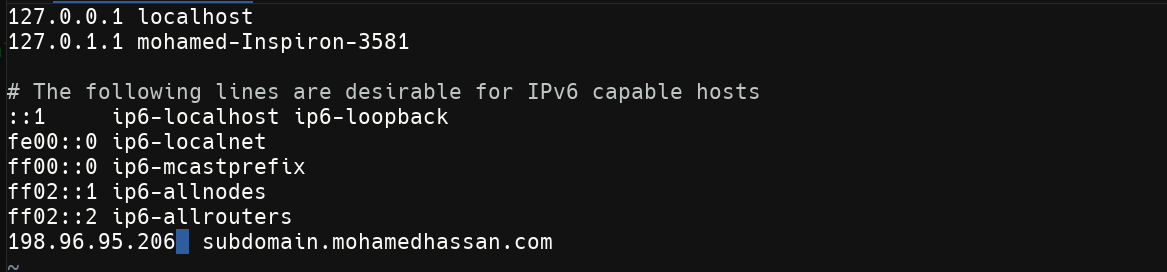 127.0.0.1 localhost
127.0.1.1 mohamed-Inspiron-3581

# The following lines are desirable for IPv6 capable hosts
::1     ip6-localhost ip6-loopback
fe00::0 ip6-localnet
ff00::0 ip6-mcastprefix
ff02::1 ip6-allnodes
ff02::2 ip6-allrouters
198.96.95.206  subdomain.mohamedhassan.com
~